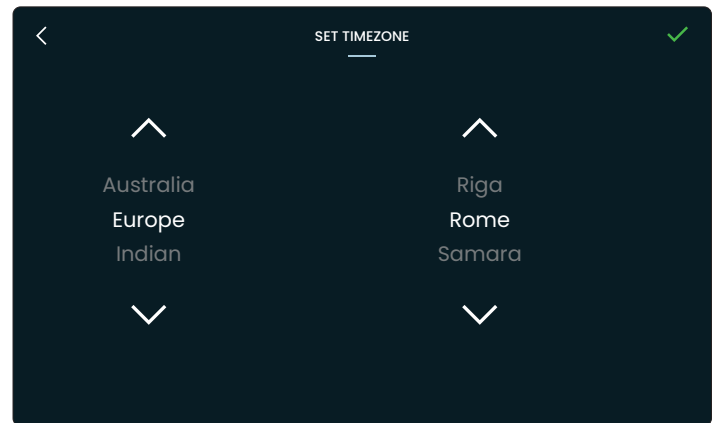 SET TIMEZONE
Australia
Riga
Europe
Rome
Indian
Samara